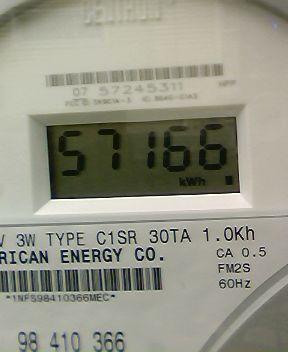 CENTRON
07 57245311
57166
kWh
V 3W TYPE C1SR 30TA 1.0Kh
RICAN ENERGY CO.
CA 0.5
FM2S
60Hz
*1NFS98410366MEC*
98 410 366